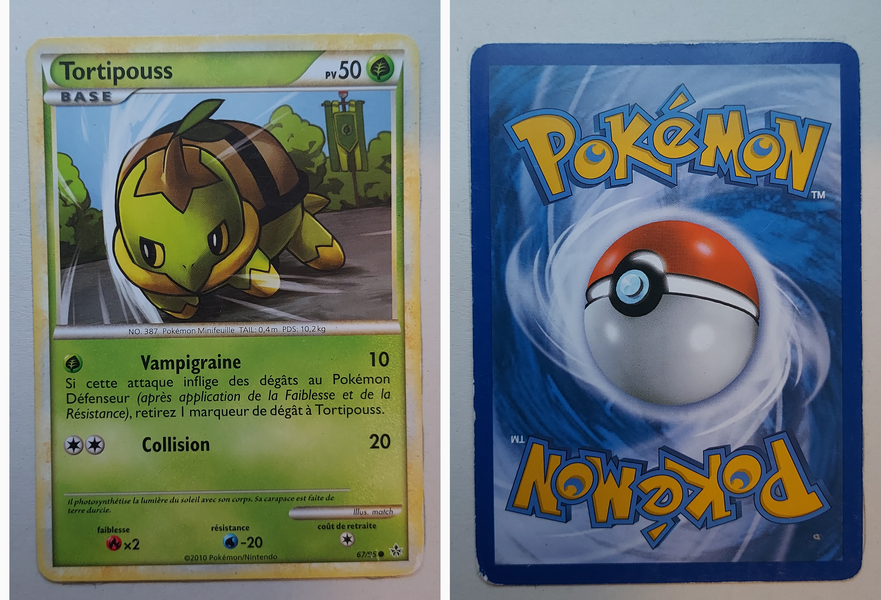 Tortipouss
PV 50
BASE
NO. 387 Pokémon Minifeuille TAIL: 0,4m PDS: 10,2kg
Vampigraine 10
Si cette attaque inflige des dégâts au Pokémon
Défenseur (après application de la Faiblesse et de la
Résistance), retirez 1 marqueur de dégât à Tortipouss.
Collision 20
Il photosynthétise la lumière du soleil avec son corps. Sa carapace est faite de
terre durcie.
Illus. match
faiblesse résistance coût de retraite
×2 -20
©2010 Pokémon/Nintendo
POKéMON
TM
TM
POKéMON